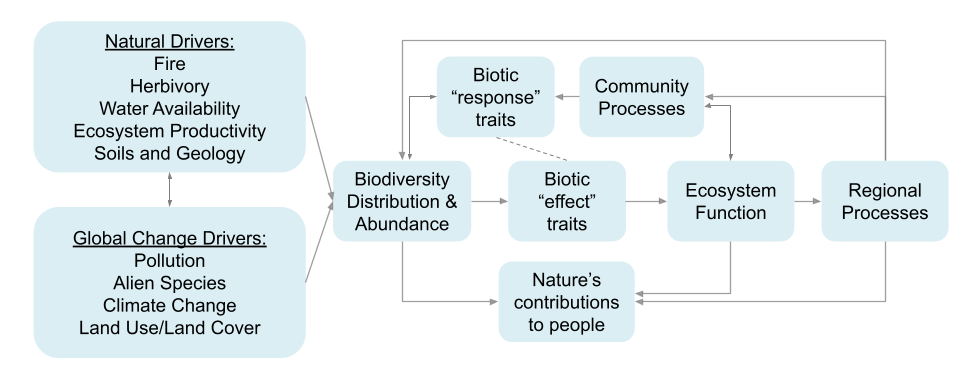 Natural Drivers:
Fire
Herbivory
Water Availability
Ecosystem Productivity
Soils and Geology
Global Change Drivers:
Pollution
Alien Species
Climate Change
Land Use/Land Cover
Biodiversity
Distribution &
Abundance
Biotic
“response”
traits
Community
Processes
Biotic
“effect”
traits
Ecosystem
Function
Regional
Processes
Nature’s
contributions
to people